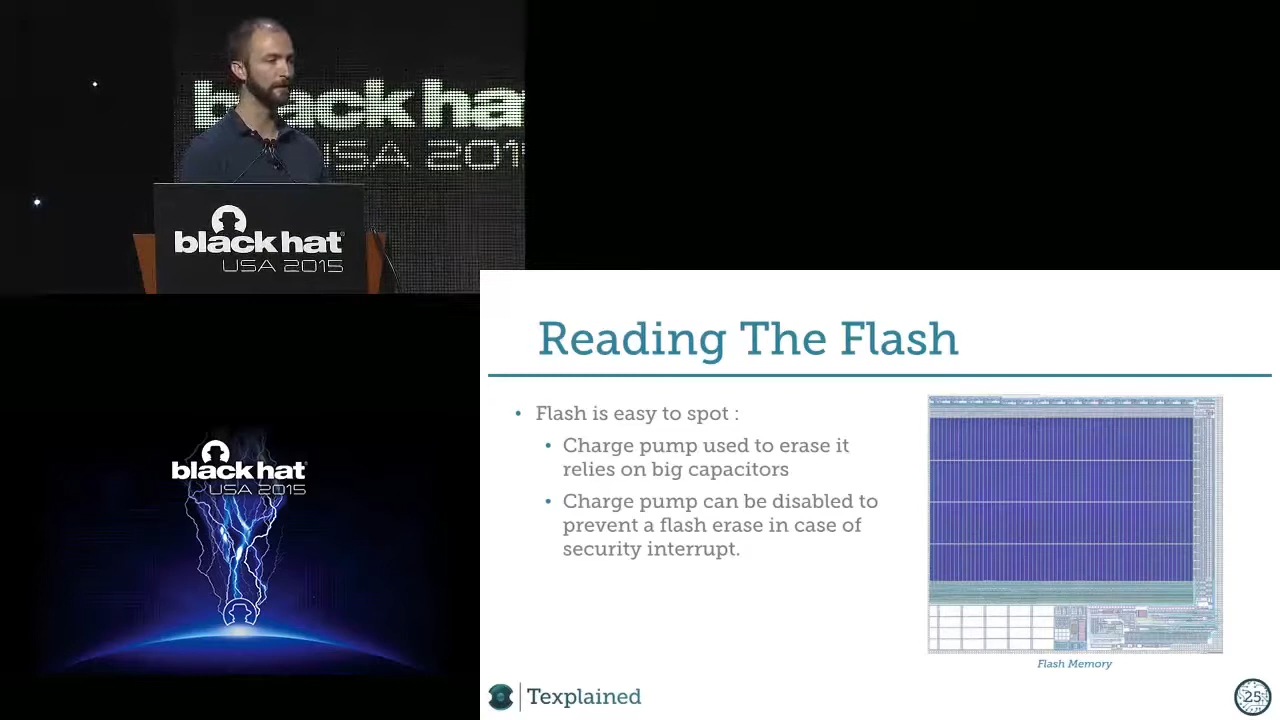 black ha
USA 201
black hat
USA 2015
black hat
USA 2015
Reading The Flash
• Flash is easy to spot :
• Charge pump used to erase it
relies on big capacitors
• Charge pump can be disabled to
prevent a flash erase in case of
security interrupt.
Flash Memory
Texplained
25